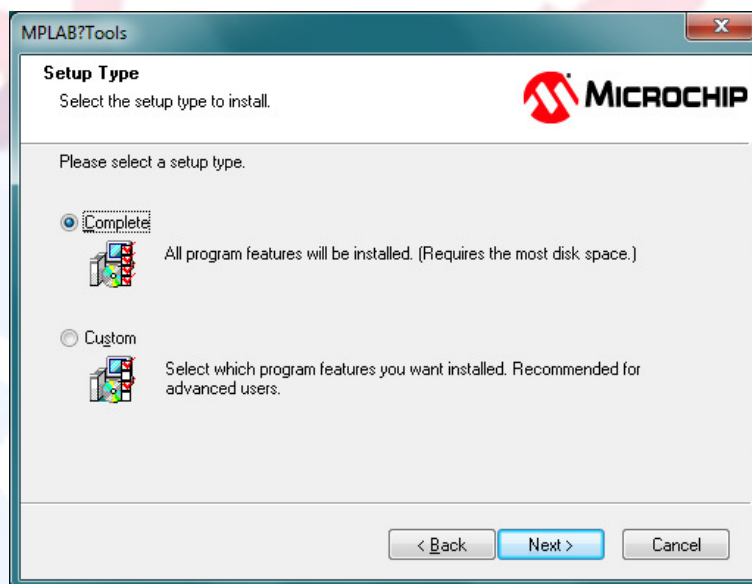 MPLAB?Tools
Setup Type
Select the setup type to install.
MICROCHIP
Please select a setup type.
Complete
All program features will be installed. (Requires the most disk space.)
Custom
Select which program features you want installed. Recommended for
advanced users.
< Back
Next >
Cancel